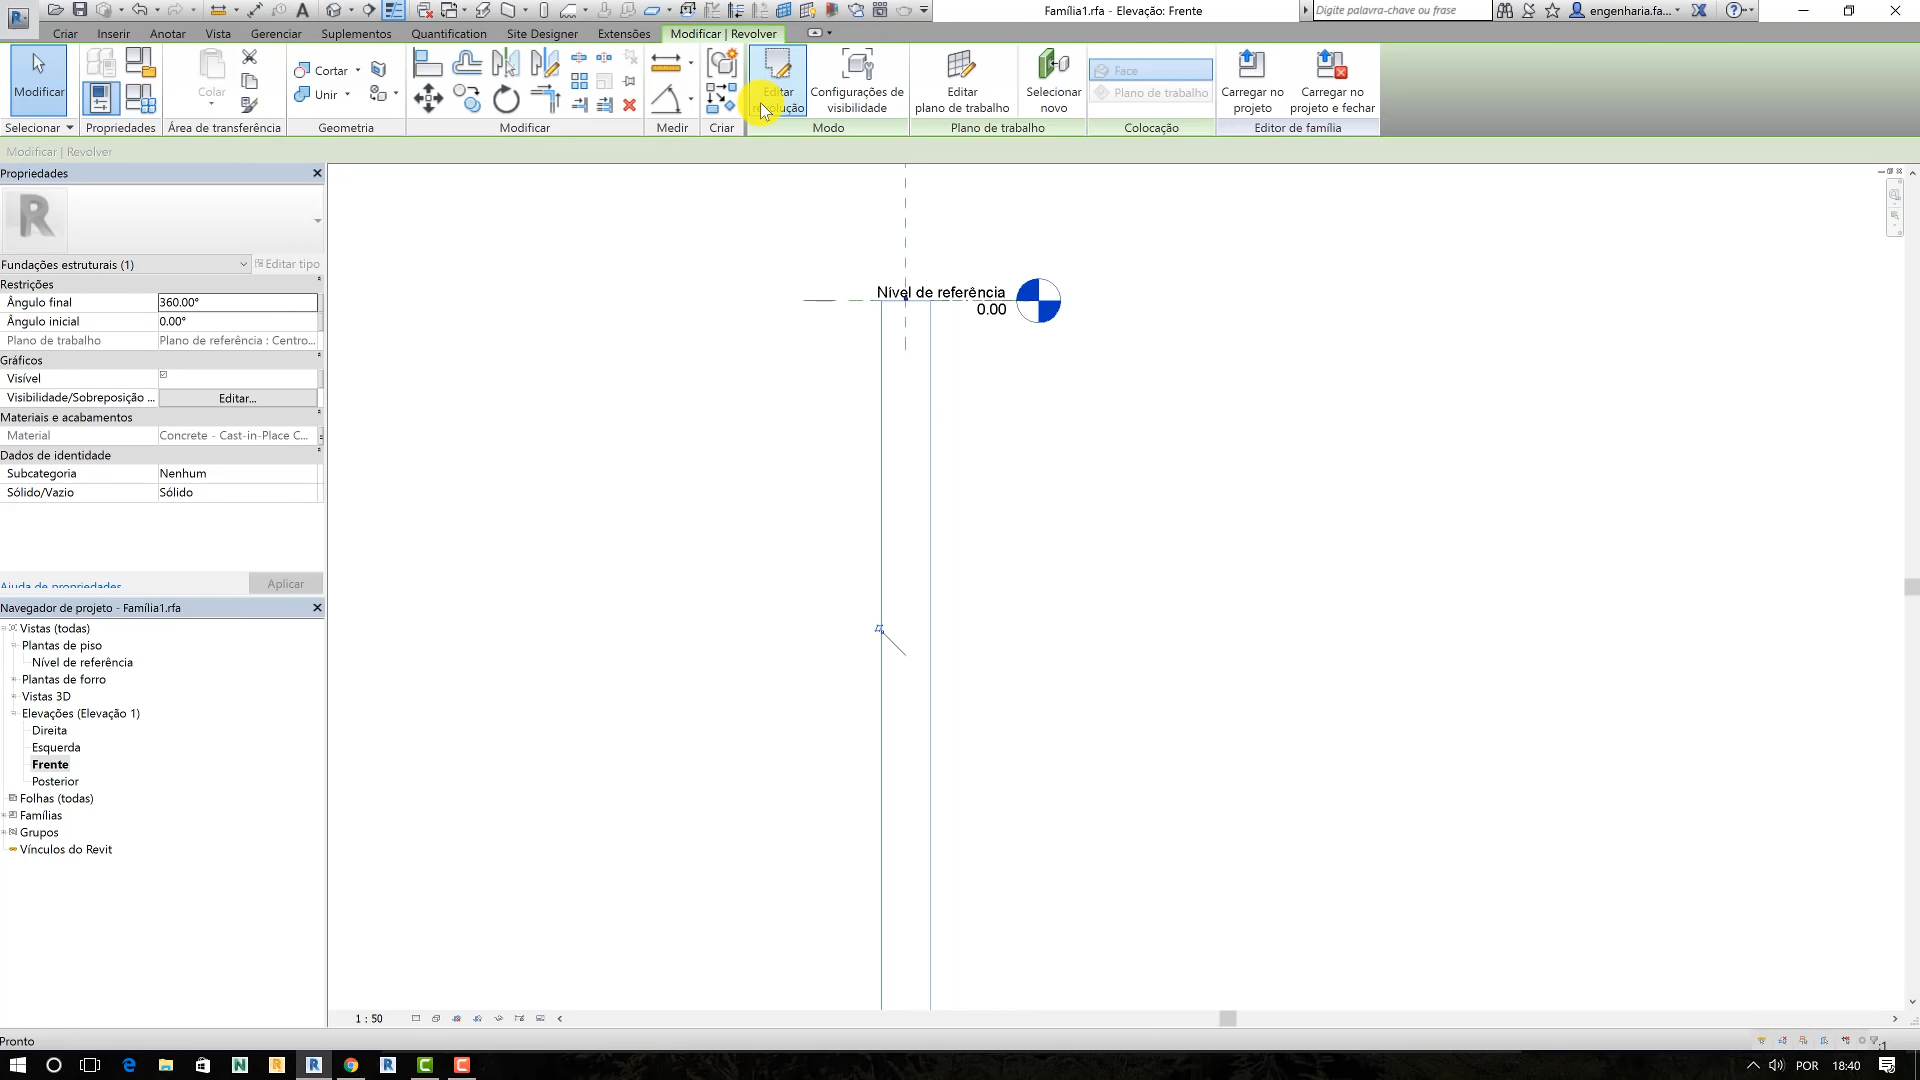 Família1.rfa - Elevação: Frente
Digite palavra-chave ou frase
engenharia.fa...
Criar Inserir Anotar Vista Gerenciar Suplementos Quantification Site Designer Extensões Modificar | Revolver
Modificar
Colar
Cortar
Unir
Editar
Configurações de
visibilidade
Editar
plano de trabalho
Selecionar
novo
Face
Plano de trabalho
Carregar no
projeto
Carregar no
projeto e fechar
Selecionar Propriedades Área de transferência Geometria Modificar Medir Criar Modo Plano de trabalho Colocação Editor de família
Modificar | Revolver
Propriedades
R
Fundações estruturais (1)
Editar tipo
Restrições
Ângulo final 360.00°
Ângulo inicial 0.00°
Plano de trabalho Plano de referência : Centro...
Gráficos
Visível
Visibilidade/Sobreposição ... Editar...
Materiais e acabamentos
Material Concrete - Cast-in-Place C...
Dados de identidade
Subcategoria Nenhum
Sólido/Vazio Sólido
Ajuda de propriedades
Aplicar
Navegador de projeto - Família1.rfa
Vistas (todas)
Plantas de piso
Nível de referência
Plantas de forro
Vistas 3D
Elevações (Elevação 1)
Direita
Esquerda
Frente
Posterior
Folhas (todas)
Famílias
Grupos
Vínculos do Revit
Nível de referência
0.00
1 : 50
Pronto
:1
POR
18:40